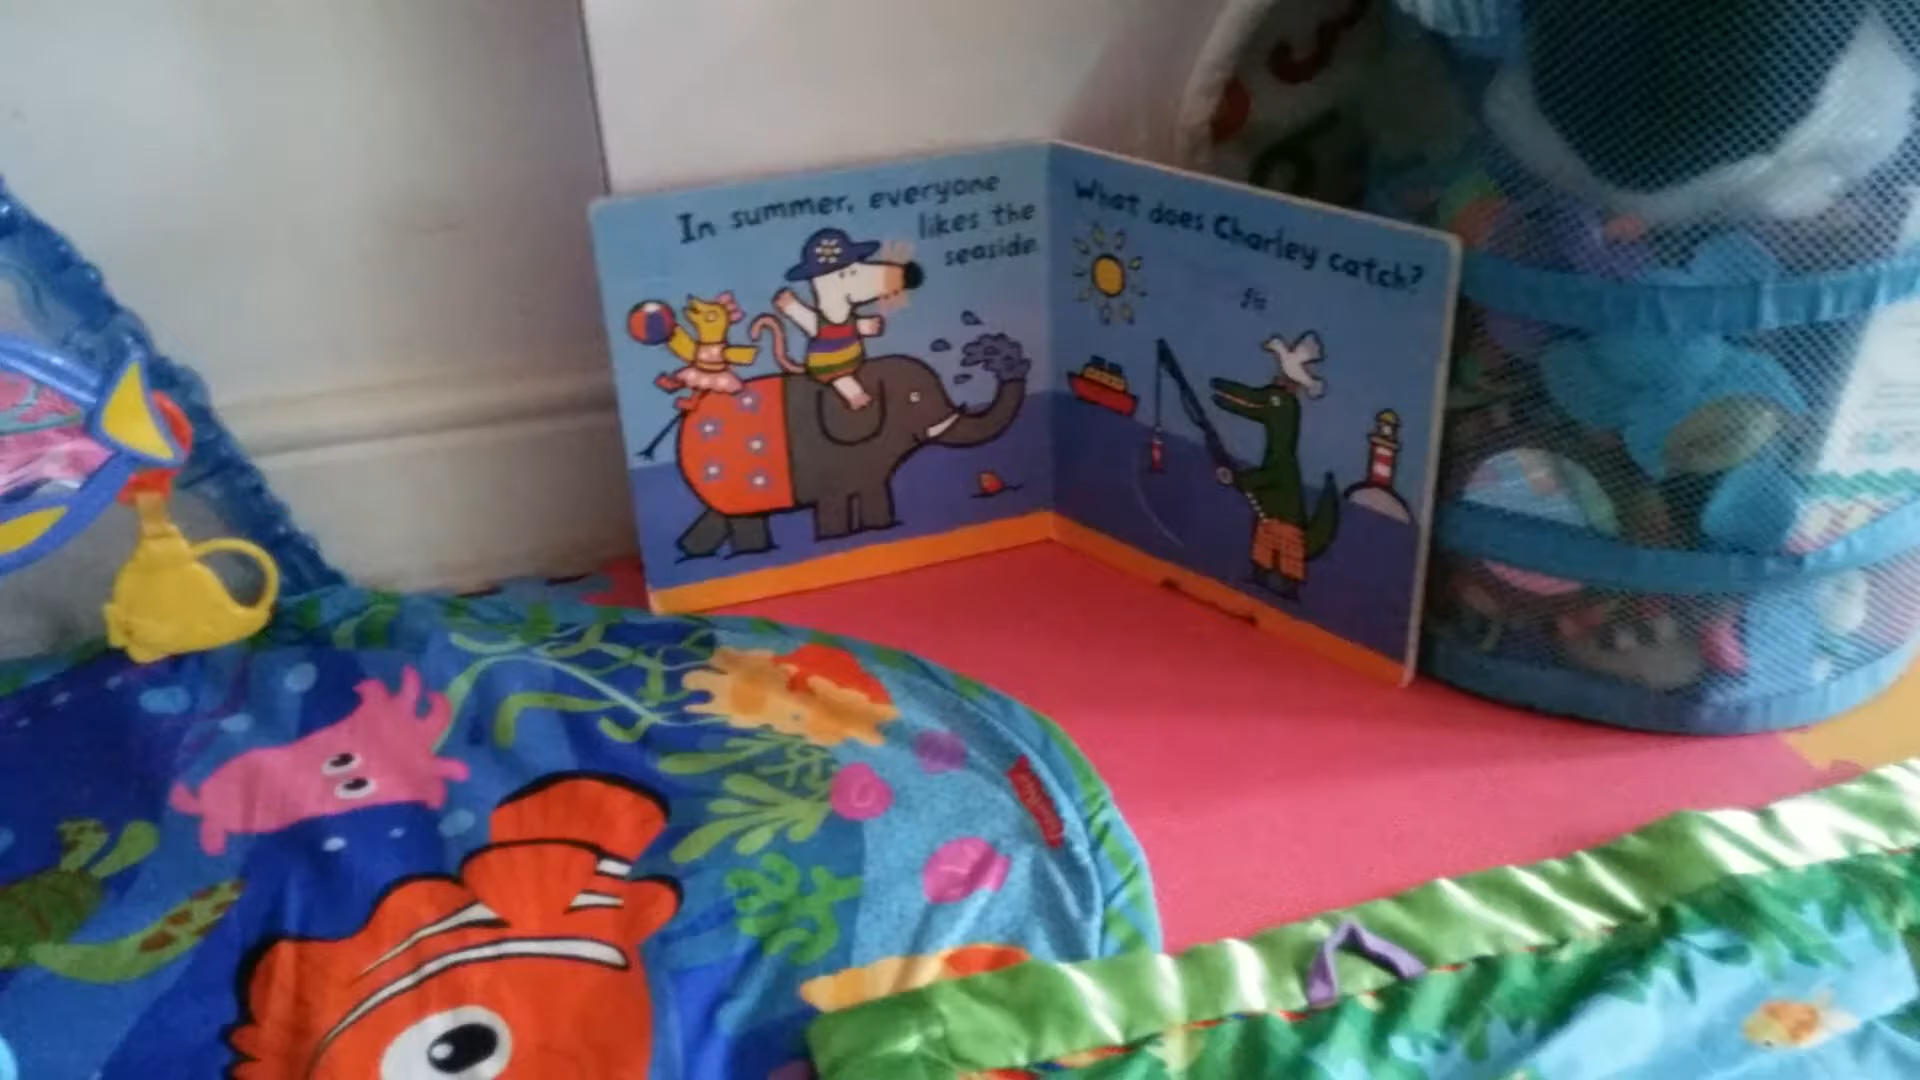 In summer, everyone
likes the
seaside.
What does Charley catch?